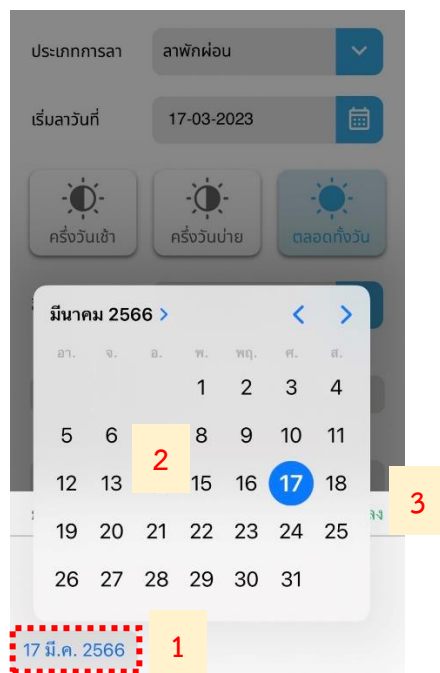 ประเภทการลา ลาพักผ่อน
เริ่มลาวันที่ 17-03-2023
ครึ่งวันเช้า ครึ่งวันบ่าย ตลอดทั้งวัน
มีนาคม 2566
อา. จ. อ. พ. พฤ. ศ. ส.
1 2 3 4
5 6 8 9 10 11
2
12 13 15 16 17 18
3
19 20 21 22 23 24 25
26 27 28 29 30 31
17 มี.ค. 2566 1